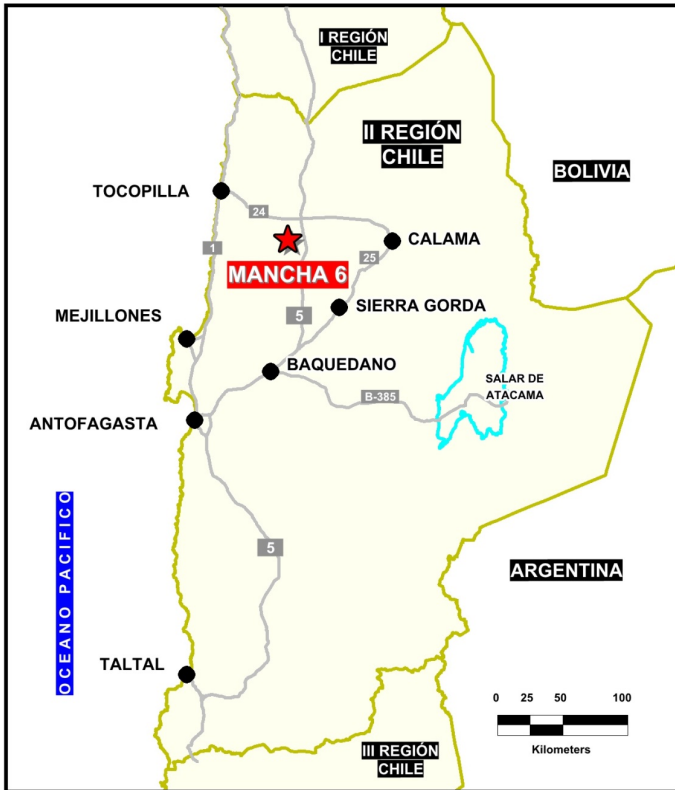 I REGIÓN
CHILE
II REGIÓN
CHILE
BOLIVIA
TOCOPILLA
24
1
CALAMA
25
MANCHA 6
SIERRA GORDA
MEJILLONES
5
BAQUEDANO
SALAR DE
ATACAMA
B-385
ANTOFAGASTA
OCEANO PACIFICO
5
ARGENTINA
TALTAL
0 25 50 100
Kilometers
III REGIÓN
CHILE